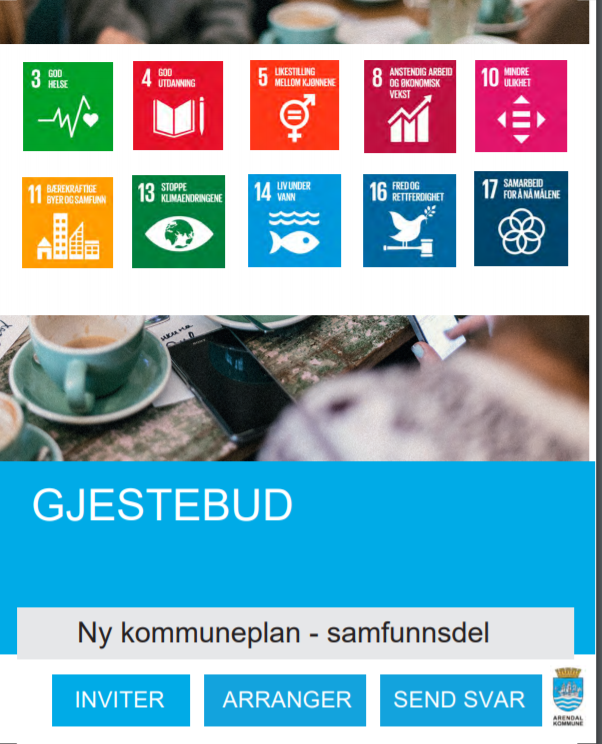 3 GOD
HELSE
4 GOD
UTDANNING
5 LIKESTILLING
MELLOM KJØNNENE
8 ANSTENDIG ARBEID
OG ØKONOMISK
VEKST
10 MINDRE
ULIKHET
11 BÆREKRAFTIGE
BYER OG SAMFUNN
13 STOPPE
KLIMAENDRINGENE
14 LIV UNDER
VANN
16 FRED OG
RETTFERDIGHET
17 SAMARBEID
FOR Å NÅ MÅLENE
GJESTEBUD
Ny kommuneplan - samfunnsdel
INVITER
ARRANGER
SEND SVAR
ARENDAL
KOMMUNE